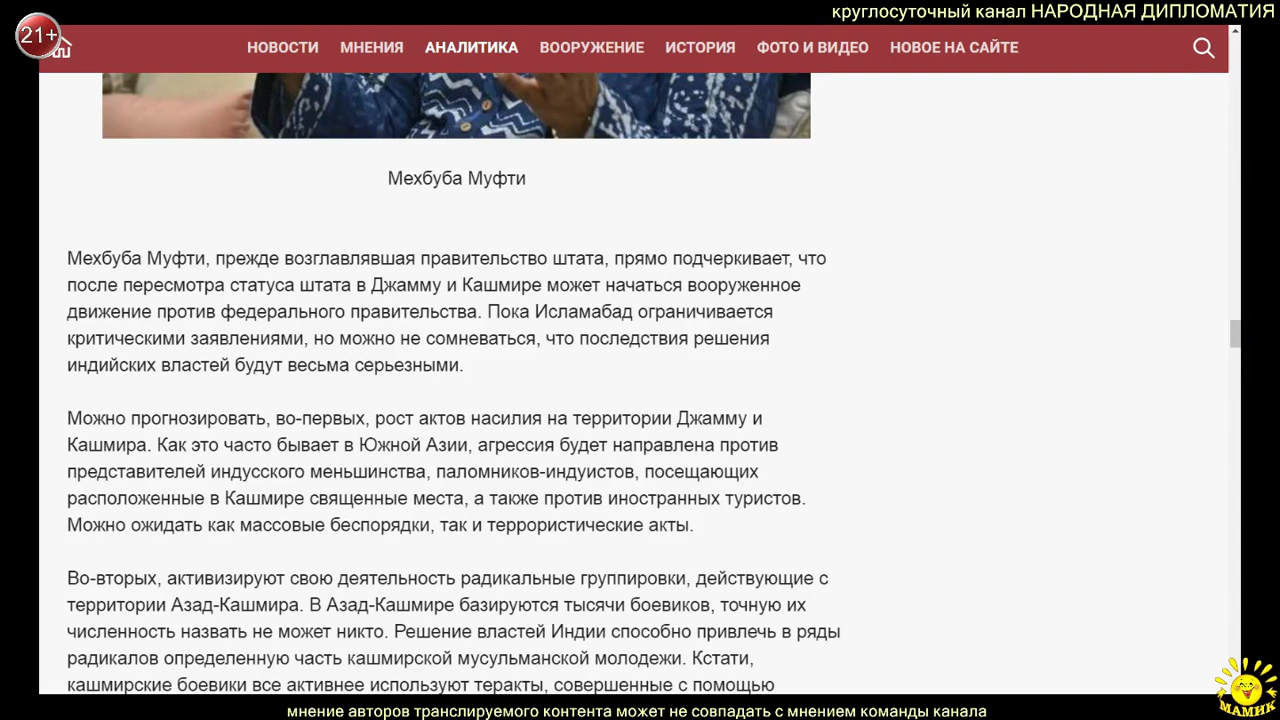 круглосуточный канал НАРОДНАЯ ДИПЛОМАТИЯ
21+
НОВОСТИ МНЕНИЯ АНАЛИТИКА ВООРУЖЕНИЕ ИСТОРИЯ ФОТО И ВИДЕО НОВОЕ НА САЙТЕ
Мехбуба Муфти
Мехбуба Муфти, прежде возглавлявшая правительство штата, прямо подчеркивает, что
после пересмотра статуса штата в Джамму и Кашмире может начаться вооруженное
движение против федерального правительства. Пока Исламабад ограничивается
критическими заявлениями, но можно не сомневаться, что последствия решения
индийских властей будут весьма серьезными.
Можно прогнозировать, во-первых, рост актов насилия на территории Джамму и
Кашмира. Как это часто бывает в Южной Азии, агрессия будет направлена против
представителей индусского меньшинства, паломников-индуистов, посещающих
расположенные в Кашмире священные места, а также против иностранных туристов.
Можно ожидать как массовые беспорядки, так и террористические акты.
Во-вторых, активизируют свою деятельность радикальные группировки, действующие с
территории Азад-Кашмира. В Азад-Кашмире базируются тысячи боевиков, точную их
численность назвать не может никто. Решение властей Индии способно привлечь в ряды
радикалов определенную часть кашмирской мусульманской молодежи. Кстати,
кашмирские боевики все активнее используют теракты, совершенные с помощью
МАМИК
мнение авторов транслируемого контента может не совпадать с мнением команды канала